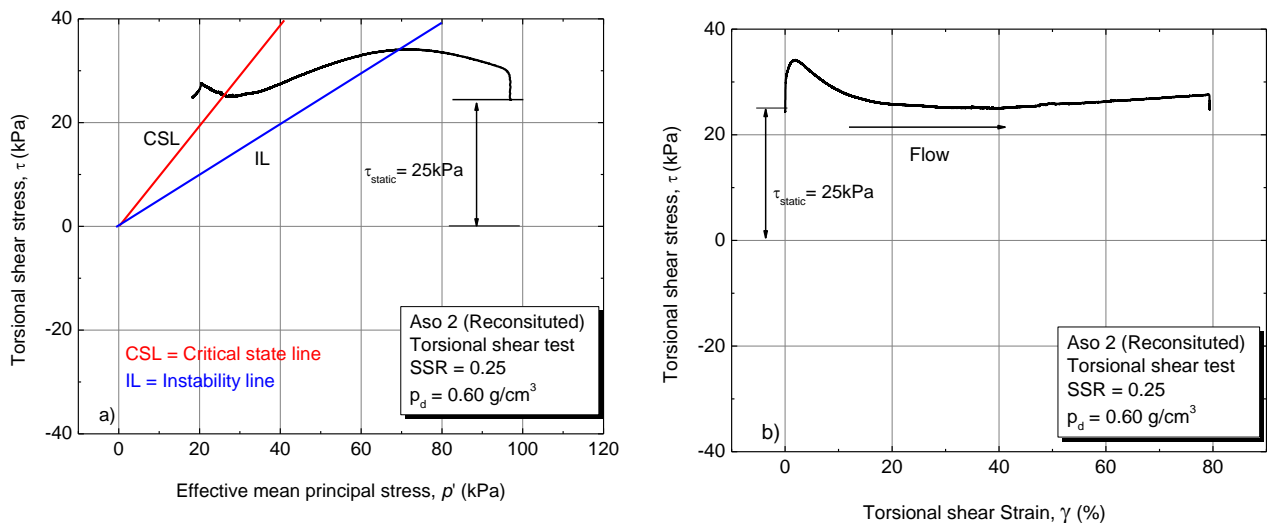 40
20
0
-20
-40
Torsional shear stress, τ (kPa)
CSL
IL
τstatic= 25kPa
CSL = Critical state line
IL = Instability line
a)
Aso 2 (Reconsituted)
Torsional shear test
SSR = 0.25
pd = 0.60 g/cm3
0 20 40 60 80 100 120
Effective mean principal stress, p' (kPa)
40
20
0
-20
-40
Torsional shear stress, τ (kPa)
Flow
τstatic= 25kPa
b)
Aso 2 (Reconsituted)
Torsional shear test
SSR = 0.25
pd = 0.60 g/cm3
0 20 40 60 80
Torsional shear Strain, γ (%)